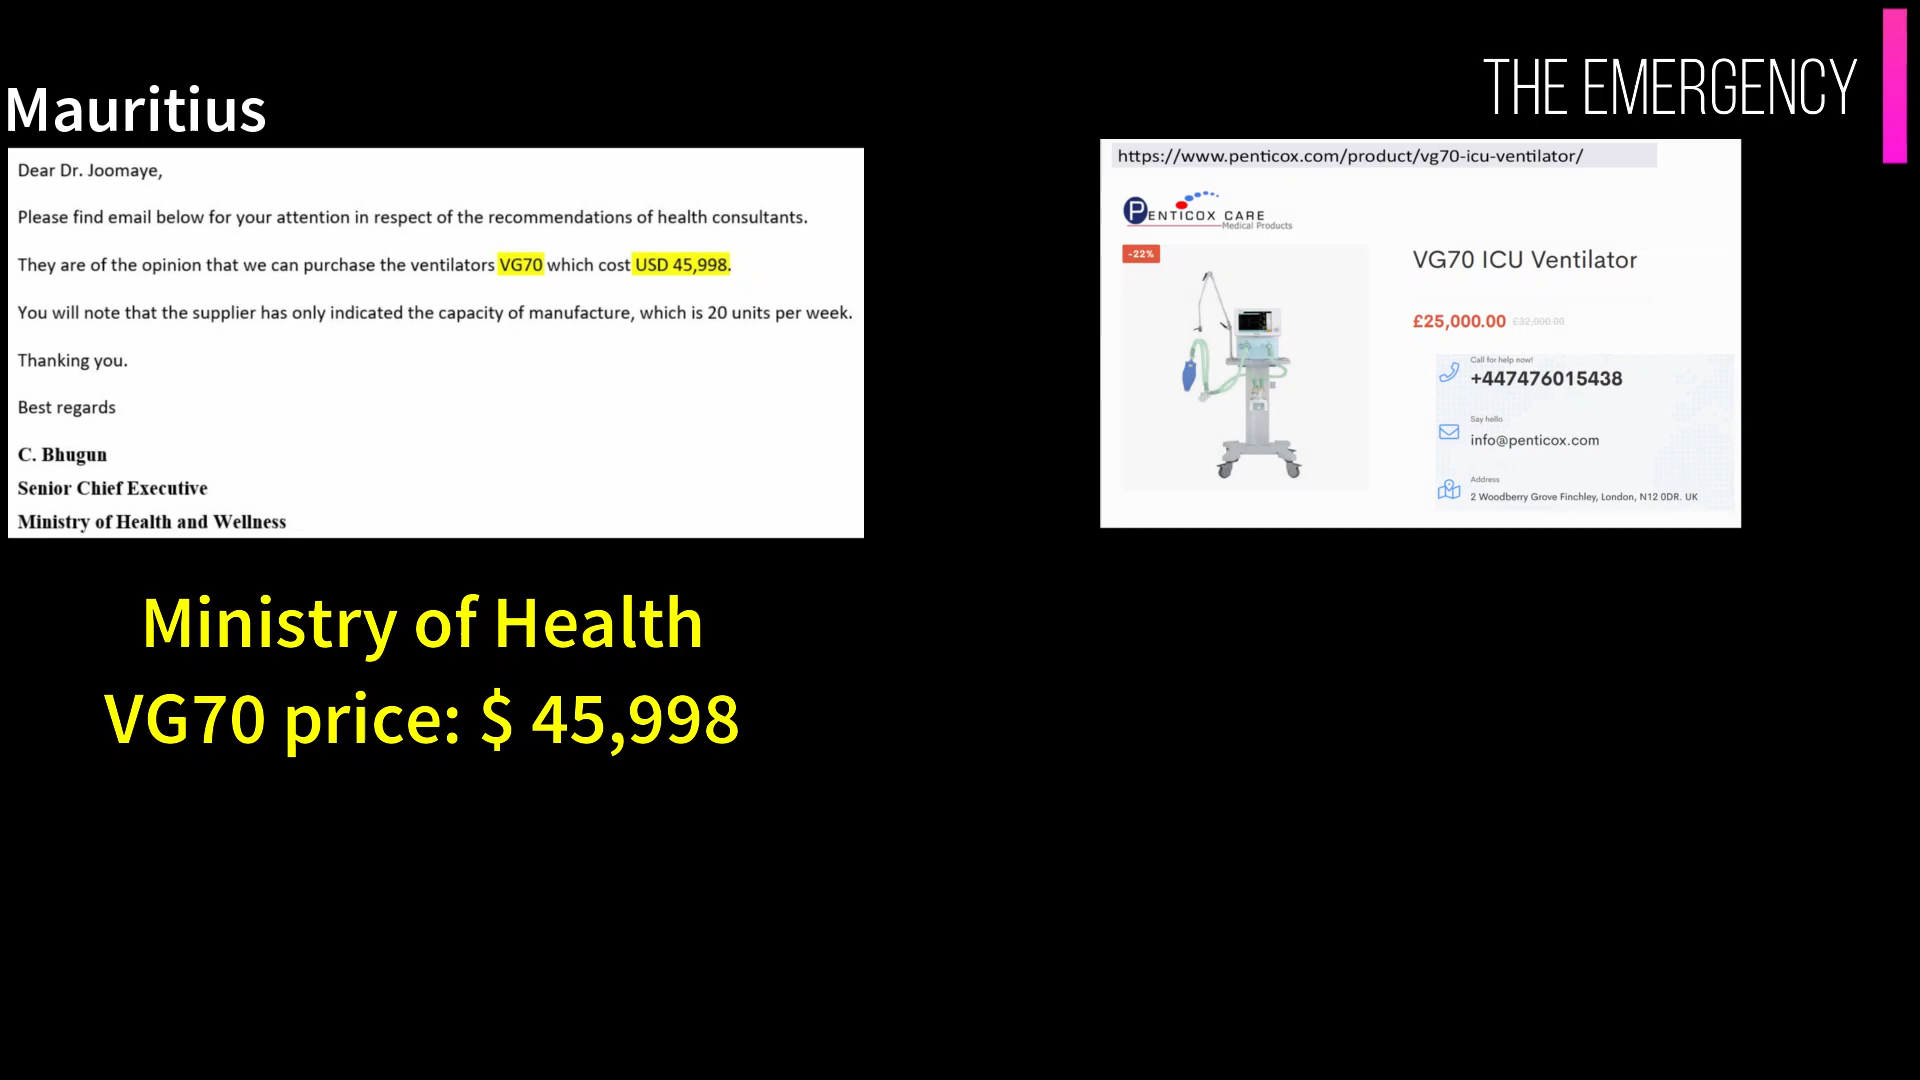 THE EMERGENCY
Mauritius
Dear Dr. Joomaye,
Please find email below for your attention in respect of the recommendations of health consultants.
They are of the opinion that we can purchase the ventilators VG70 which cost USD 45,998.
You will note that the supplier has only indicated the capacity of manufacture, which is 20 units per week.
Thanking you.
Best regards
C. Bhugun
Senior Chief Executive
Ministry of Health and Wellness
https://www.penticox.com/product/vg70-icu-ventilator/
PENTICOX CARE
Medical Products
-22%
VG70 ICU Ventilator
£25,000.00 £32,000.00
Call for help now!
+447476015438
Say hello
info@penticox.com
Address
2 Woodberry Grove Finchley, London, N12 0DR. UK
Ministry of Health
VG70 price: $ 45,998